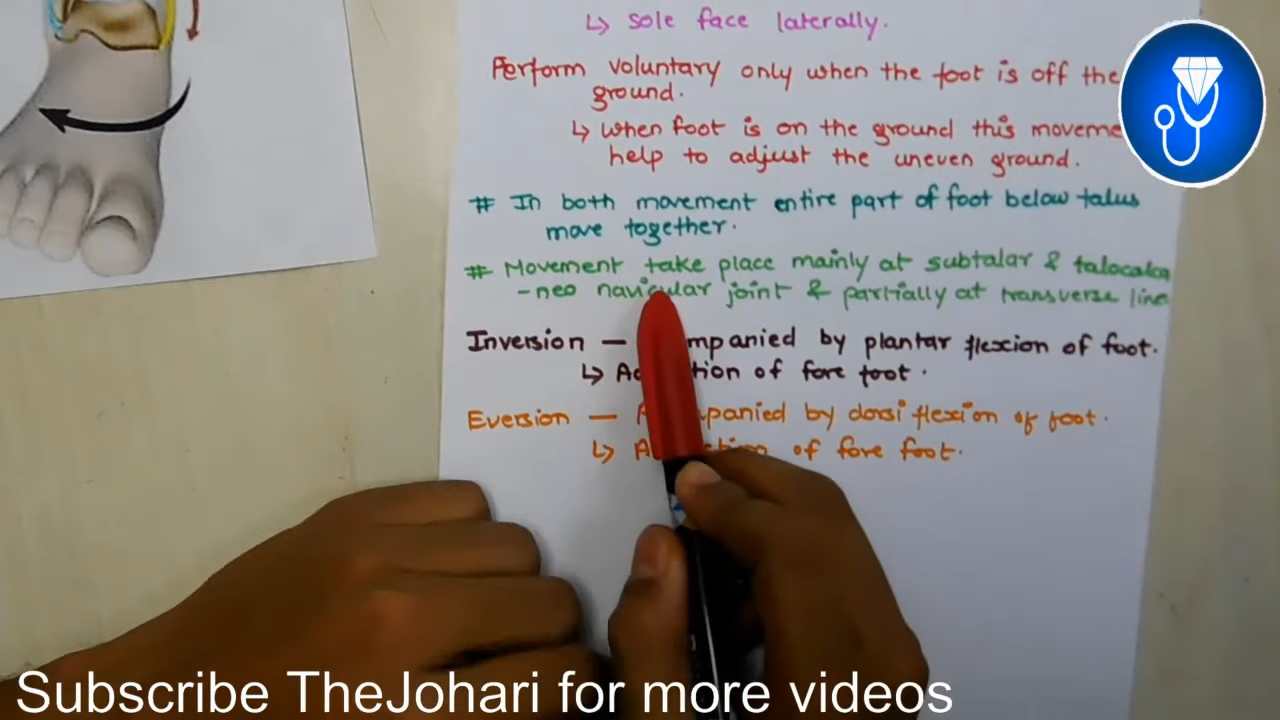 ↳ sole face laterally.
Perform voluntary only when the foot is off the
ground.
↳ when foot is on the ground this moveme
help to adjust the uneven ground.
# In both movement entire part of foot below talus
move together.
# Movement take place mainly at subtalar & talocalca
-neo navicular joint & partially at transverse line
Inversion — mpanied by plantar flexion of foot.
↳ Ad tion of fore foot.
Eversion — A panied by dorsi flexion of foot.
↳ A tion of fore foot.
Subscribe TheJohari for more videos